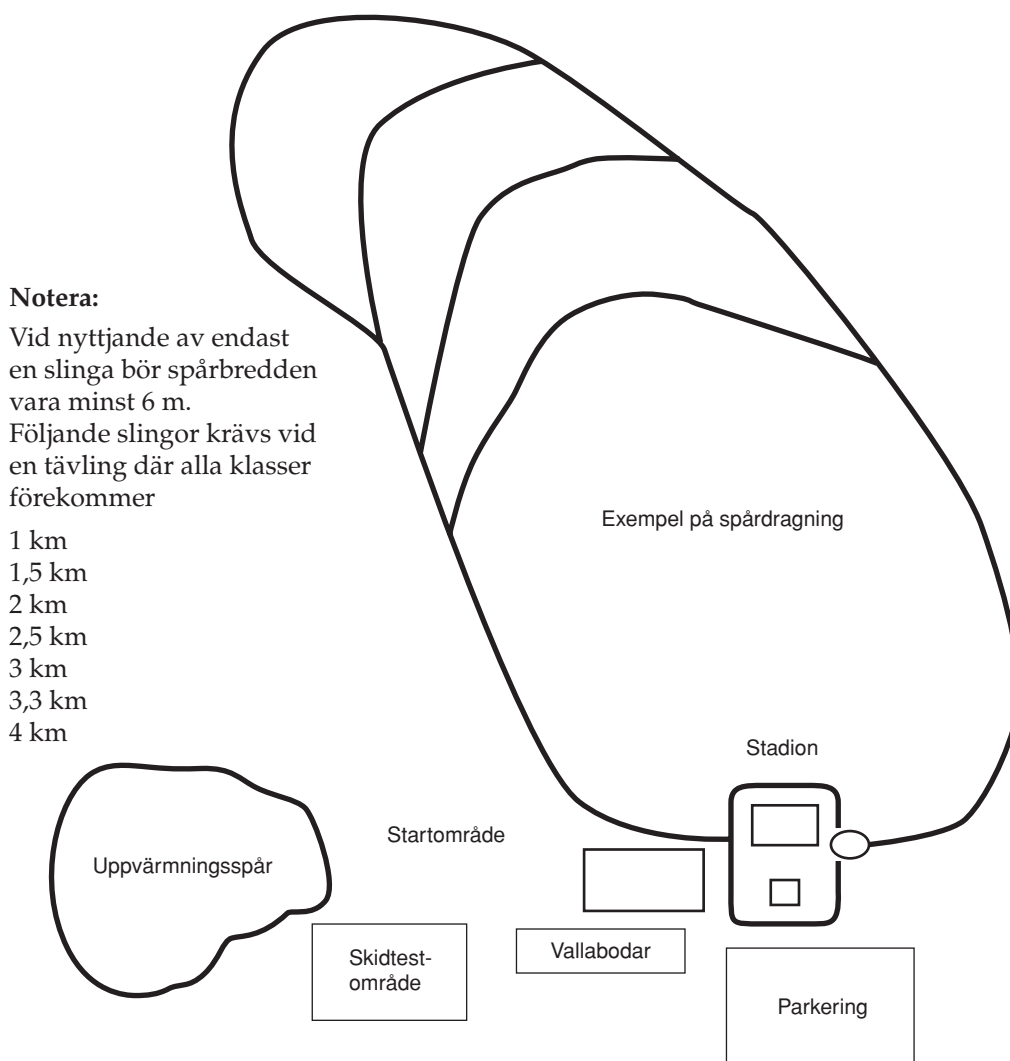 Notera:
Vid nyttjande av endast
en slinga bör spårbredden
vara minst 6 m.
Följande slingor krävs vid
en tävling där alla klasser
förekommer
1 km
1,5 km
2 km
2,5 km
3 km
3,3 km
4 km
Exempel på spårdragning
Stadion
Startområde
Uppvärmningsspår
Skidtest-
område
Vallabodar
Parkering